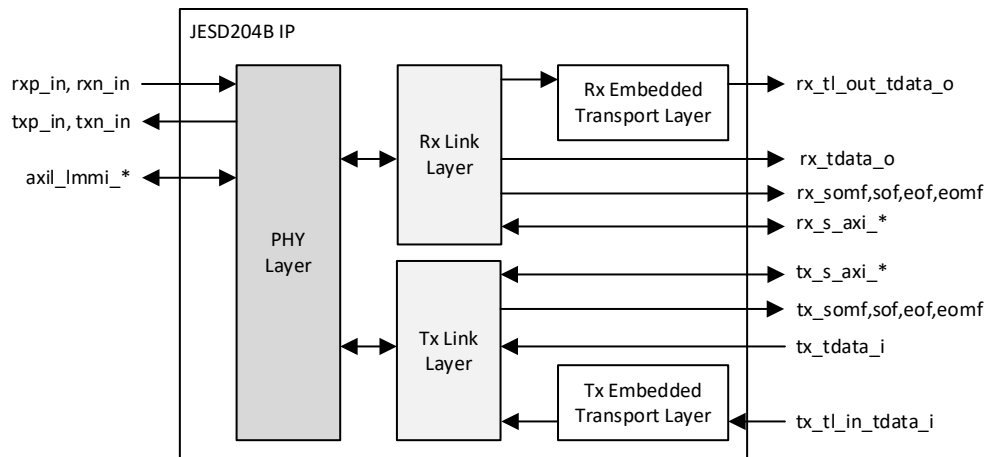 JESD204B IP
rxp_in, rxn_in
txp_in, txn_in
axil_lmmi_*
PHY
Layer
Rx Link
Layer
Rx Embedded
Transport Layer
rx_tl_out_tdata_o
rx_tdata_o
rx_somf,sof,eof,eomf
rx_s_axi_*
Tx Link
Layer
tx_s_axi_*
tx_somf,sof,eof,eomf
tx_tdata_i
Tx Embedded
Transport Layer
tx_tl_in_tdata_i